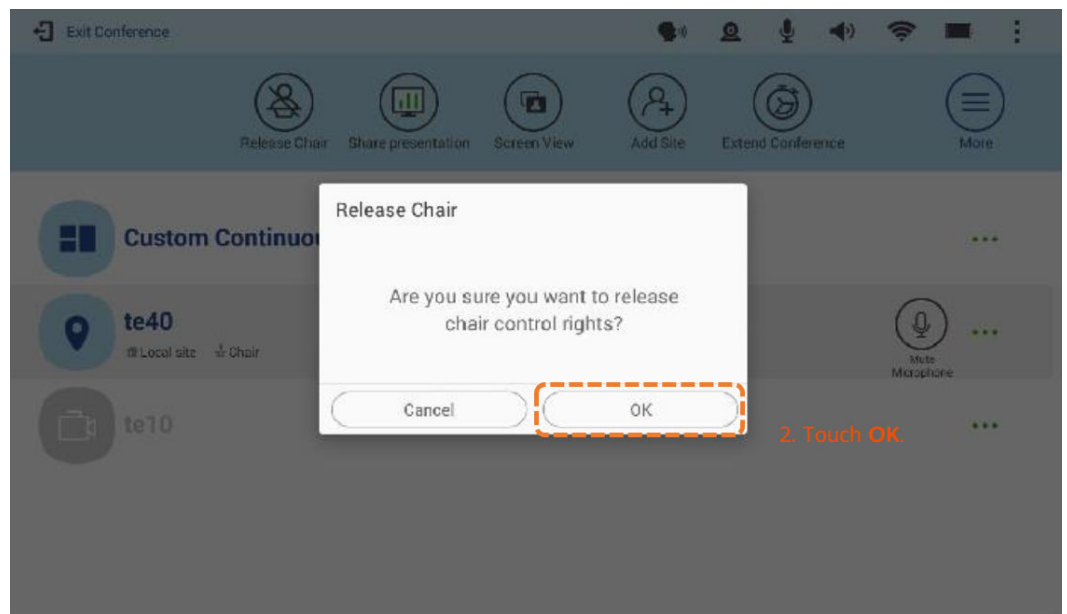 Exit Conference
Release Chair
Share presentation
Screen View
Add Site
Extend Conference
More
Release Chair
Custom Continuou
Are you sure you want to release
chair control rights?
te40
Local site
Chair
Mute
Microphone
Cancel
OK
te10
2. Touch OK.